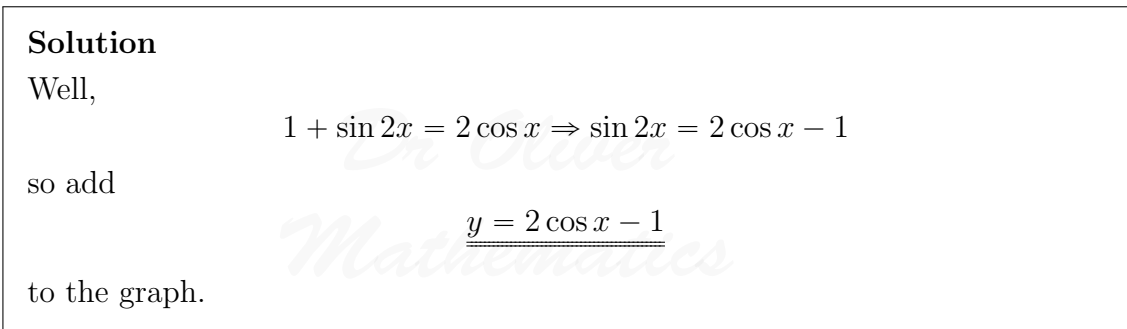 Solution
Well,
1 + sin 2x = 2 cos x ⇒ sin 2x = 2 cos x − 1
so add
y = 2 cos x − 1
to the graph.
Dr Oliver
Mathematics